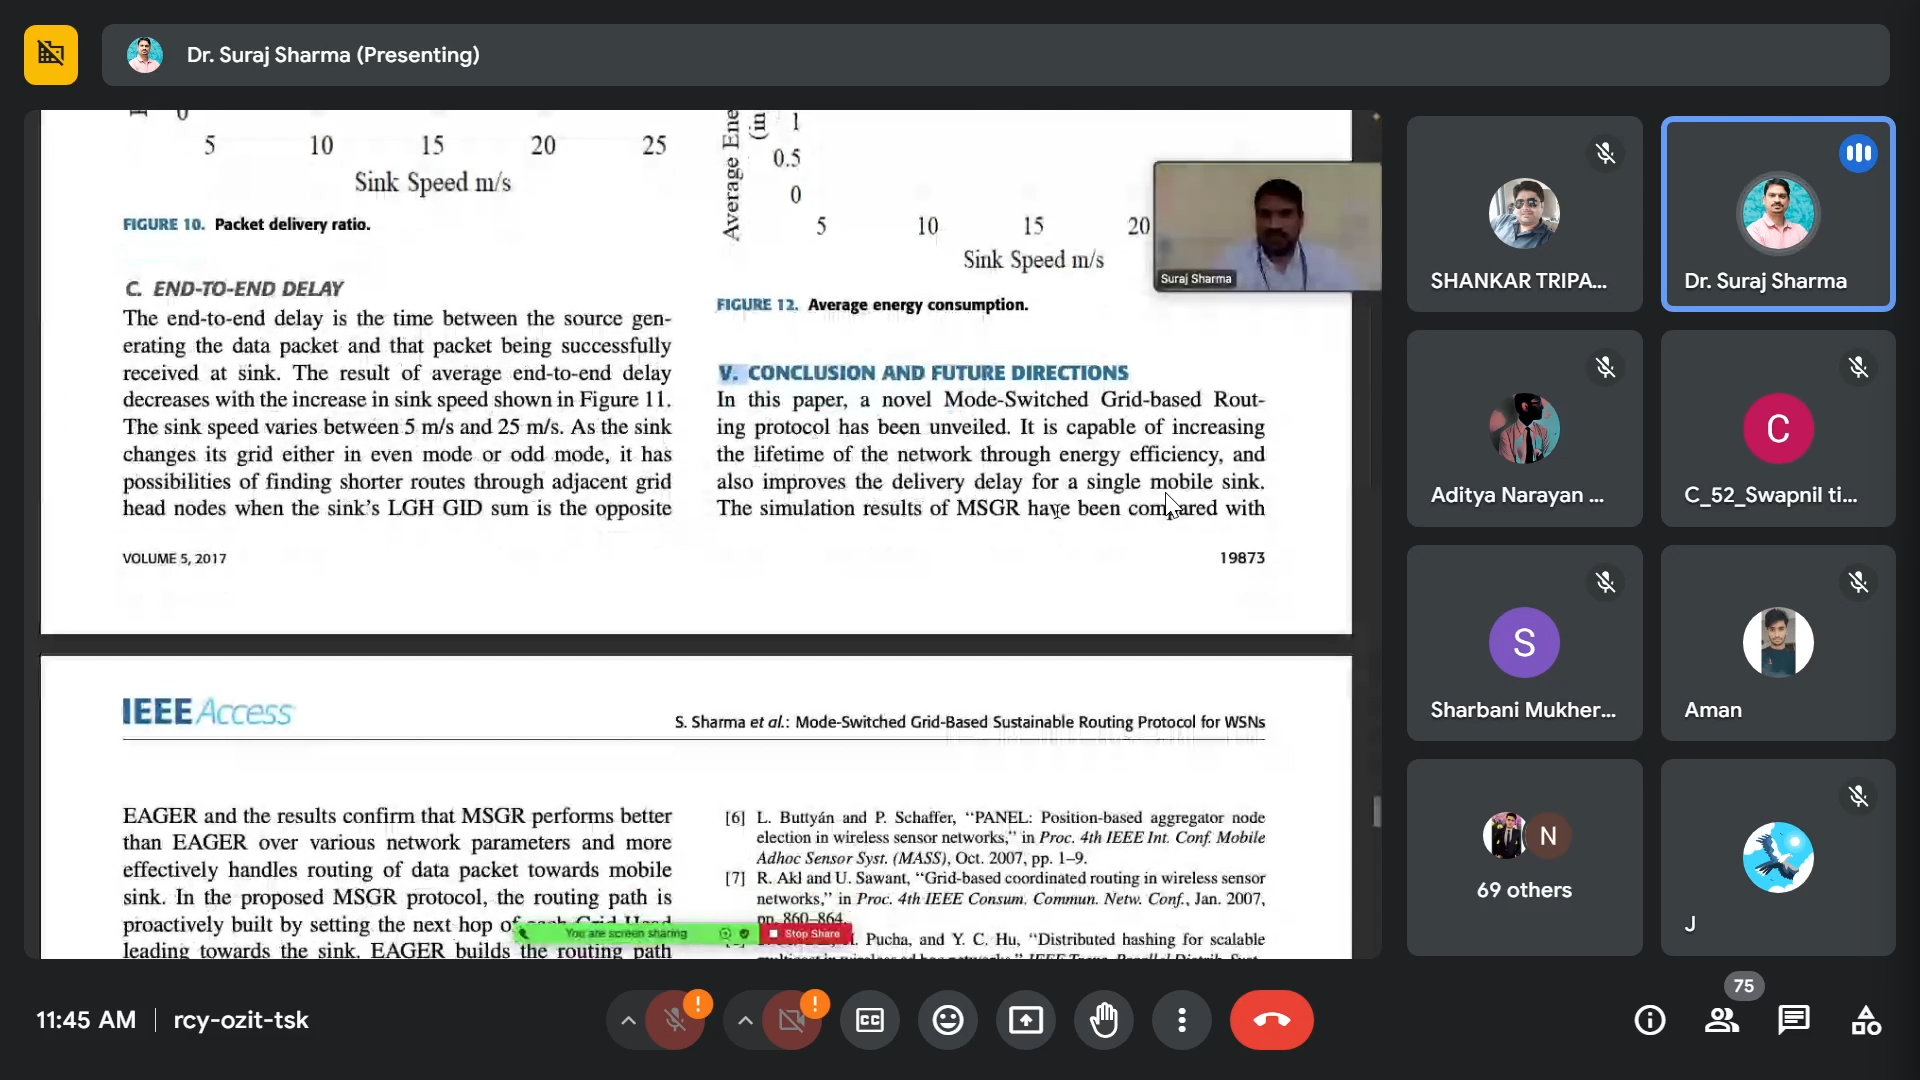 Dr. Suraj Sharma (Presenting)
0
5 10 15 20 25
Sink Speed m/s
FIGURE 10. Packet delivery ratio.
C. END-TO-END DELAY
The end-to-end delay is the time between the source gen-
erating the data packet and that packet being successfully
received at sink. The result of average end-to-end delay
decreases with the increase in sink speed shown in Figure 11.
The sink speed varies between 5 m/s and 25 m/s. As the sink
changes its grid either in even mode or odd mode, it has
possibilities of finding shorter routes through adjacent grid
head nodes when the sink's LGH GID sum is the opposite
VOLUME 5, 2017
Average Ene
(in
1
0.5
0
5 10 15 20
Sink Speed m/s
FIGURE 12. Average energy consumption.
Suraj Sharma
V. CONCLUSION AND FUTURE DIRECTIONS
In this paper, a novel Mode-Switched Grid-based Rout-
ing protocol has been unveiled. It is capable of increasing
the lifetime of the network through energy efficiency, and
also improves the delivery delay for a single mobile sink.
The simulation results of MSGR have been compared with
19873
IEEE Access
S. Sharma et al.: Mode-Switched Grid-Based Sustainable Routing Protocol for WSNs
EAGER and the results confirm that MSGR performs better
than EAGER over various network parameters and more
effectively handles routing of data packet towards mobile
sink. In the proposed MSGR protocol, the routing path is
proactively built by setting the next hop of each Grid Head
leading towards the sink. EAGER builds the routing path
[6] L. Buttyán and P. Schaffer, "PANEL: Position-based aggregator node
election in wireless sensor networks," in Proc. 4th IEEE Int. Conf. Mobile
Adhoc Sensor Syst. (MASS), Oct. 2007, pp. 1–9.
[7] R. Akl and U. Sawant, "Grid-based coordinated routing in wireless sensor
networks," in Proc. 4th IEEE Consum. Commun. Netw. Conf., Jan. 2007,
pp. 860–864.
Pucha, and Y. C. Hu, "Distributed hashing for scalable
You are screen sharing
Stop Share
SHANKAR TRIPA...
Dr. Suraj Sharma
Aditya Narayan ...
C
C_52_Swapnil ti...
S
Sharbani Mukher...
Aman
N
69 others
J
11:45 AM
rcy-ozit-tsk
CC
75